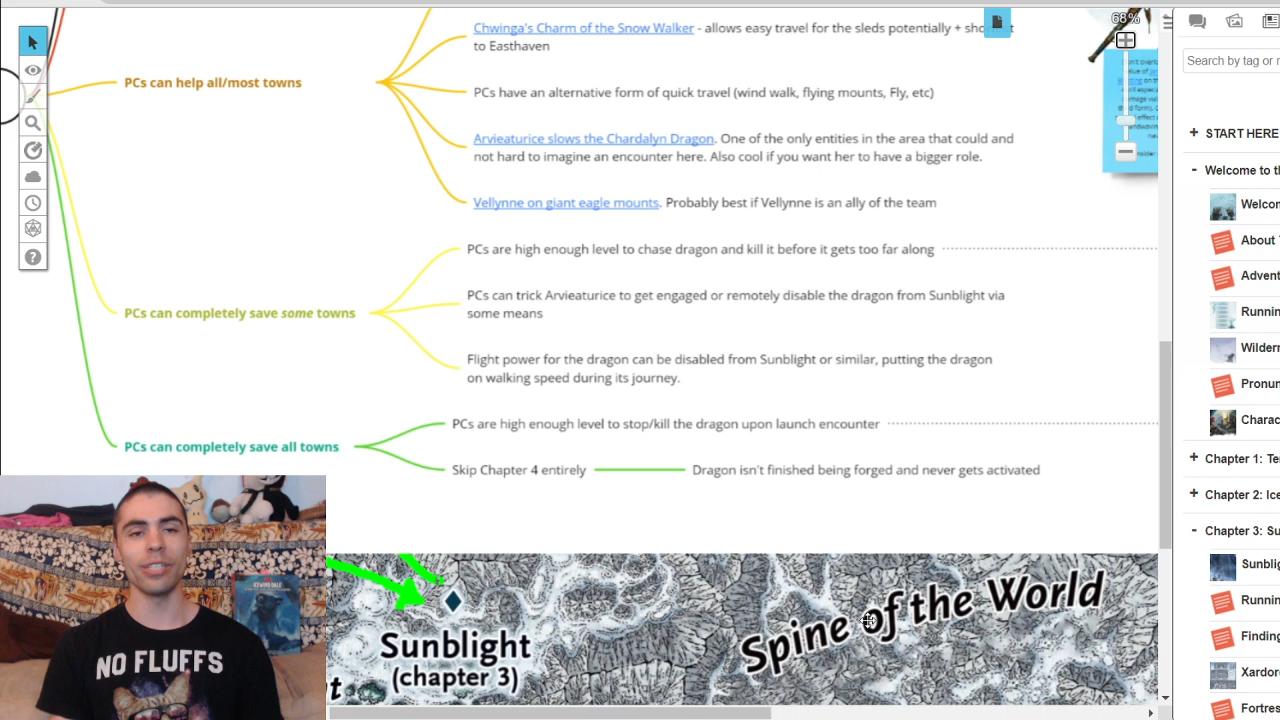 68%
Chwinga's Charm of the Snow Walker - allows easy travel for the sleds potentially +
to Easthaven
PCs can help all/most towns
PCs have an alternative form of quick travel (wind walk, flying mounts, Fly, etc)
Arvieaturice slows the Chardalyn Dragon. One of the only entities in the area that could and
not hard to imagine an encounter here. Also cool if you want her to have a bigger role.
Vellynne on giant eagle mounts. Probably best if Vellynne is an ally of the team
PCs are high enough level to chase dragon and kill it before it gets too far along
PCs can completely save some towns
PCs can trick Arvieaturice to get engaged or remotely disable the dragon from Sunblight via
some means
Flight power for the dragon can be disabled from Sunblight or similar, putting the dragon
on walking speed during its journey.
PCs can completely save all towns
PCs are high enough level to stop/kill the dragon upon launch encounter
Skip Chapter 4 entirely
Dragon isn't finished being forged and never gets activated
Sunblight
(chapter 3)
Spine of the World
NO FLUFFS
ICEWIND DALE
Search by tag or
+ START HERE
- Welcome to
Welcom
About
Advent
Runnin
Wilder
Pronun
Charac
+ Chapter 1: Te
+ Chapter 2: Ice
- Chapter 3: Su
Sunblig
Runnin
Finding
Xardor
Fortres